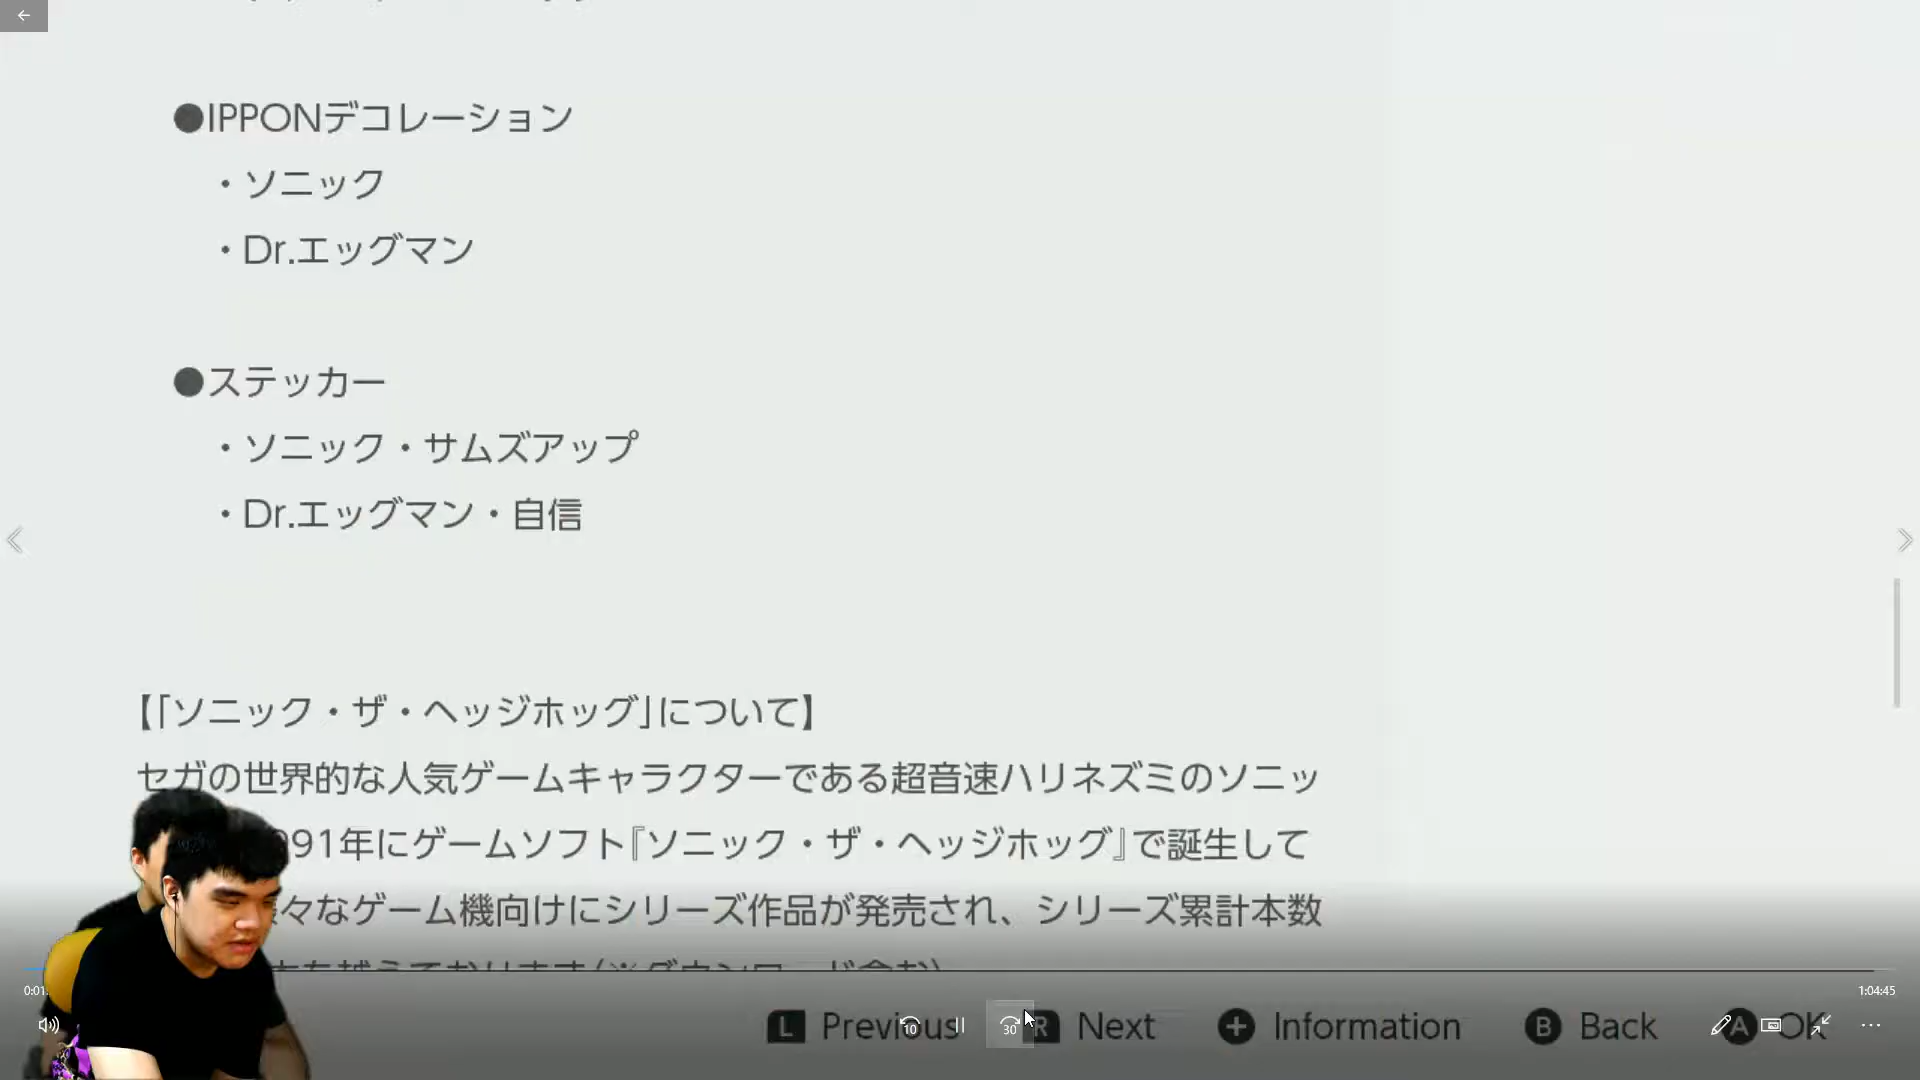 ●IPPONデコレーション
・ソニック
・Dr.エッグマン
●ステッカー
・ソニック・サムズアップ
・Dr.エッグマン・自信
【「ソニック・ザ・ヘッジホッグ」について】
セガの世界的な人気ゲームキャラクターである超音速ハリネズミのソニッ
991年にゲームソフト『ソニック・ザ・ヘッジホッグ』で誕生して
々なゲーム機向けにシリーズ作品が発売され、シリーズ累計本数
0:01
1:04:45
L Previous 10 30 R Next + Information B Back A OK